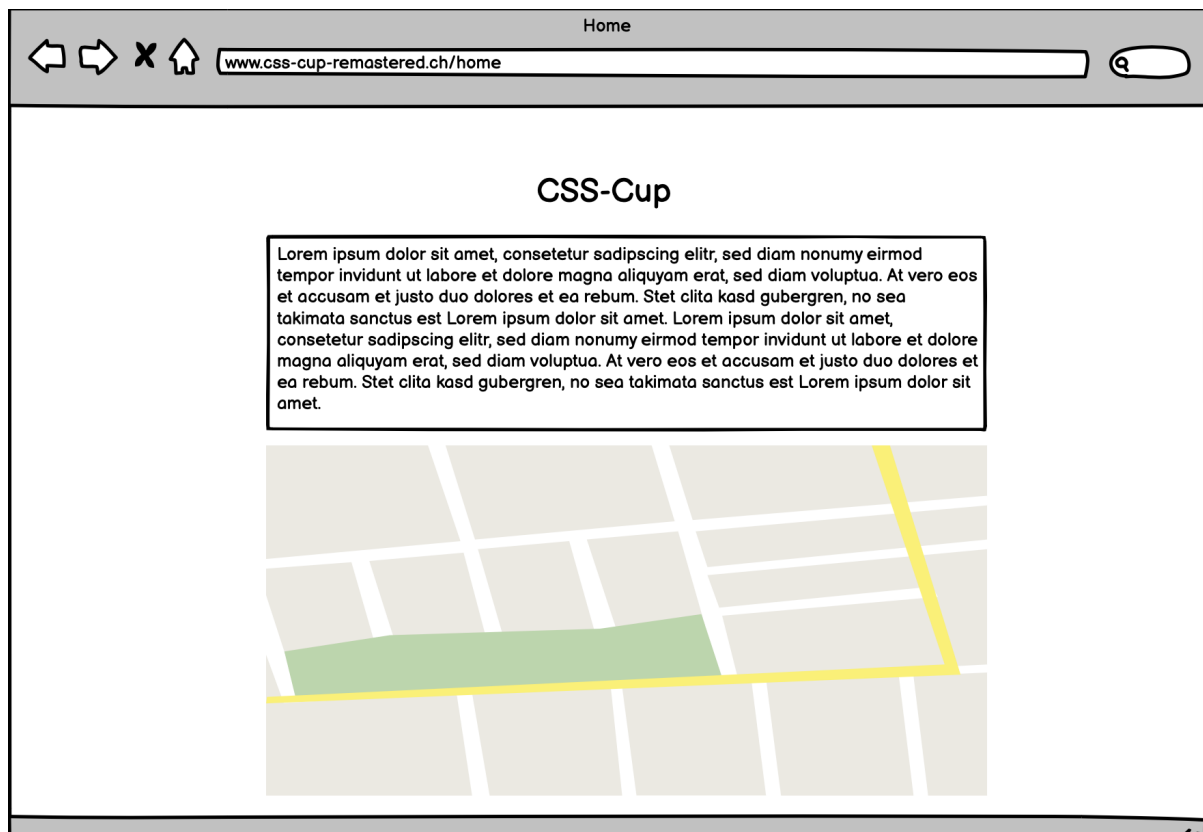 Home
www.css-cup-remastered.ch/home
CSS-Cup
Lorem ipsum dolor sit amet, consetetur sadipscing elitr, sed diam nonumy eirmod
tempor invidunt ut labore et dolore magna aliquyam erat, sed diam voluptua. At vero eos
et accusam et justo duo dolores et ea rebum. Stet clita kasd gubergren, no sea
takimata sanctus est Lorem ipsum dolor sit amet. Lorem ipsum dolor sit amet,
consetetur sadipscing elitr, sed diam nonumy eirmod tempor invidunt ut labore et dolore
magna aliquyam erat, sed diam voluptua. At vero eos et accusam et justo duo dolores et
ea rebum. Stet clita kasd gubergren, no sea takimata sanctus est Lorem ipsum dolor sit
amet.